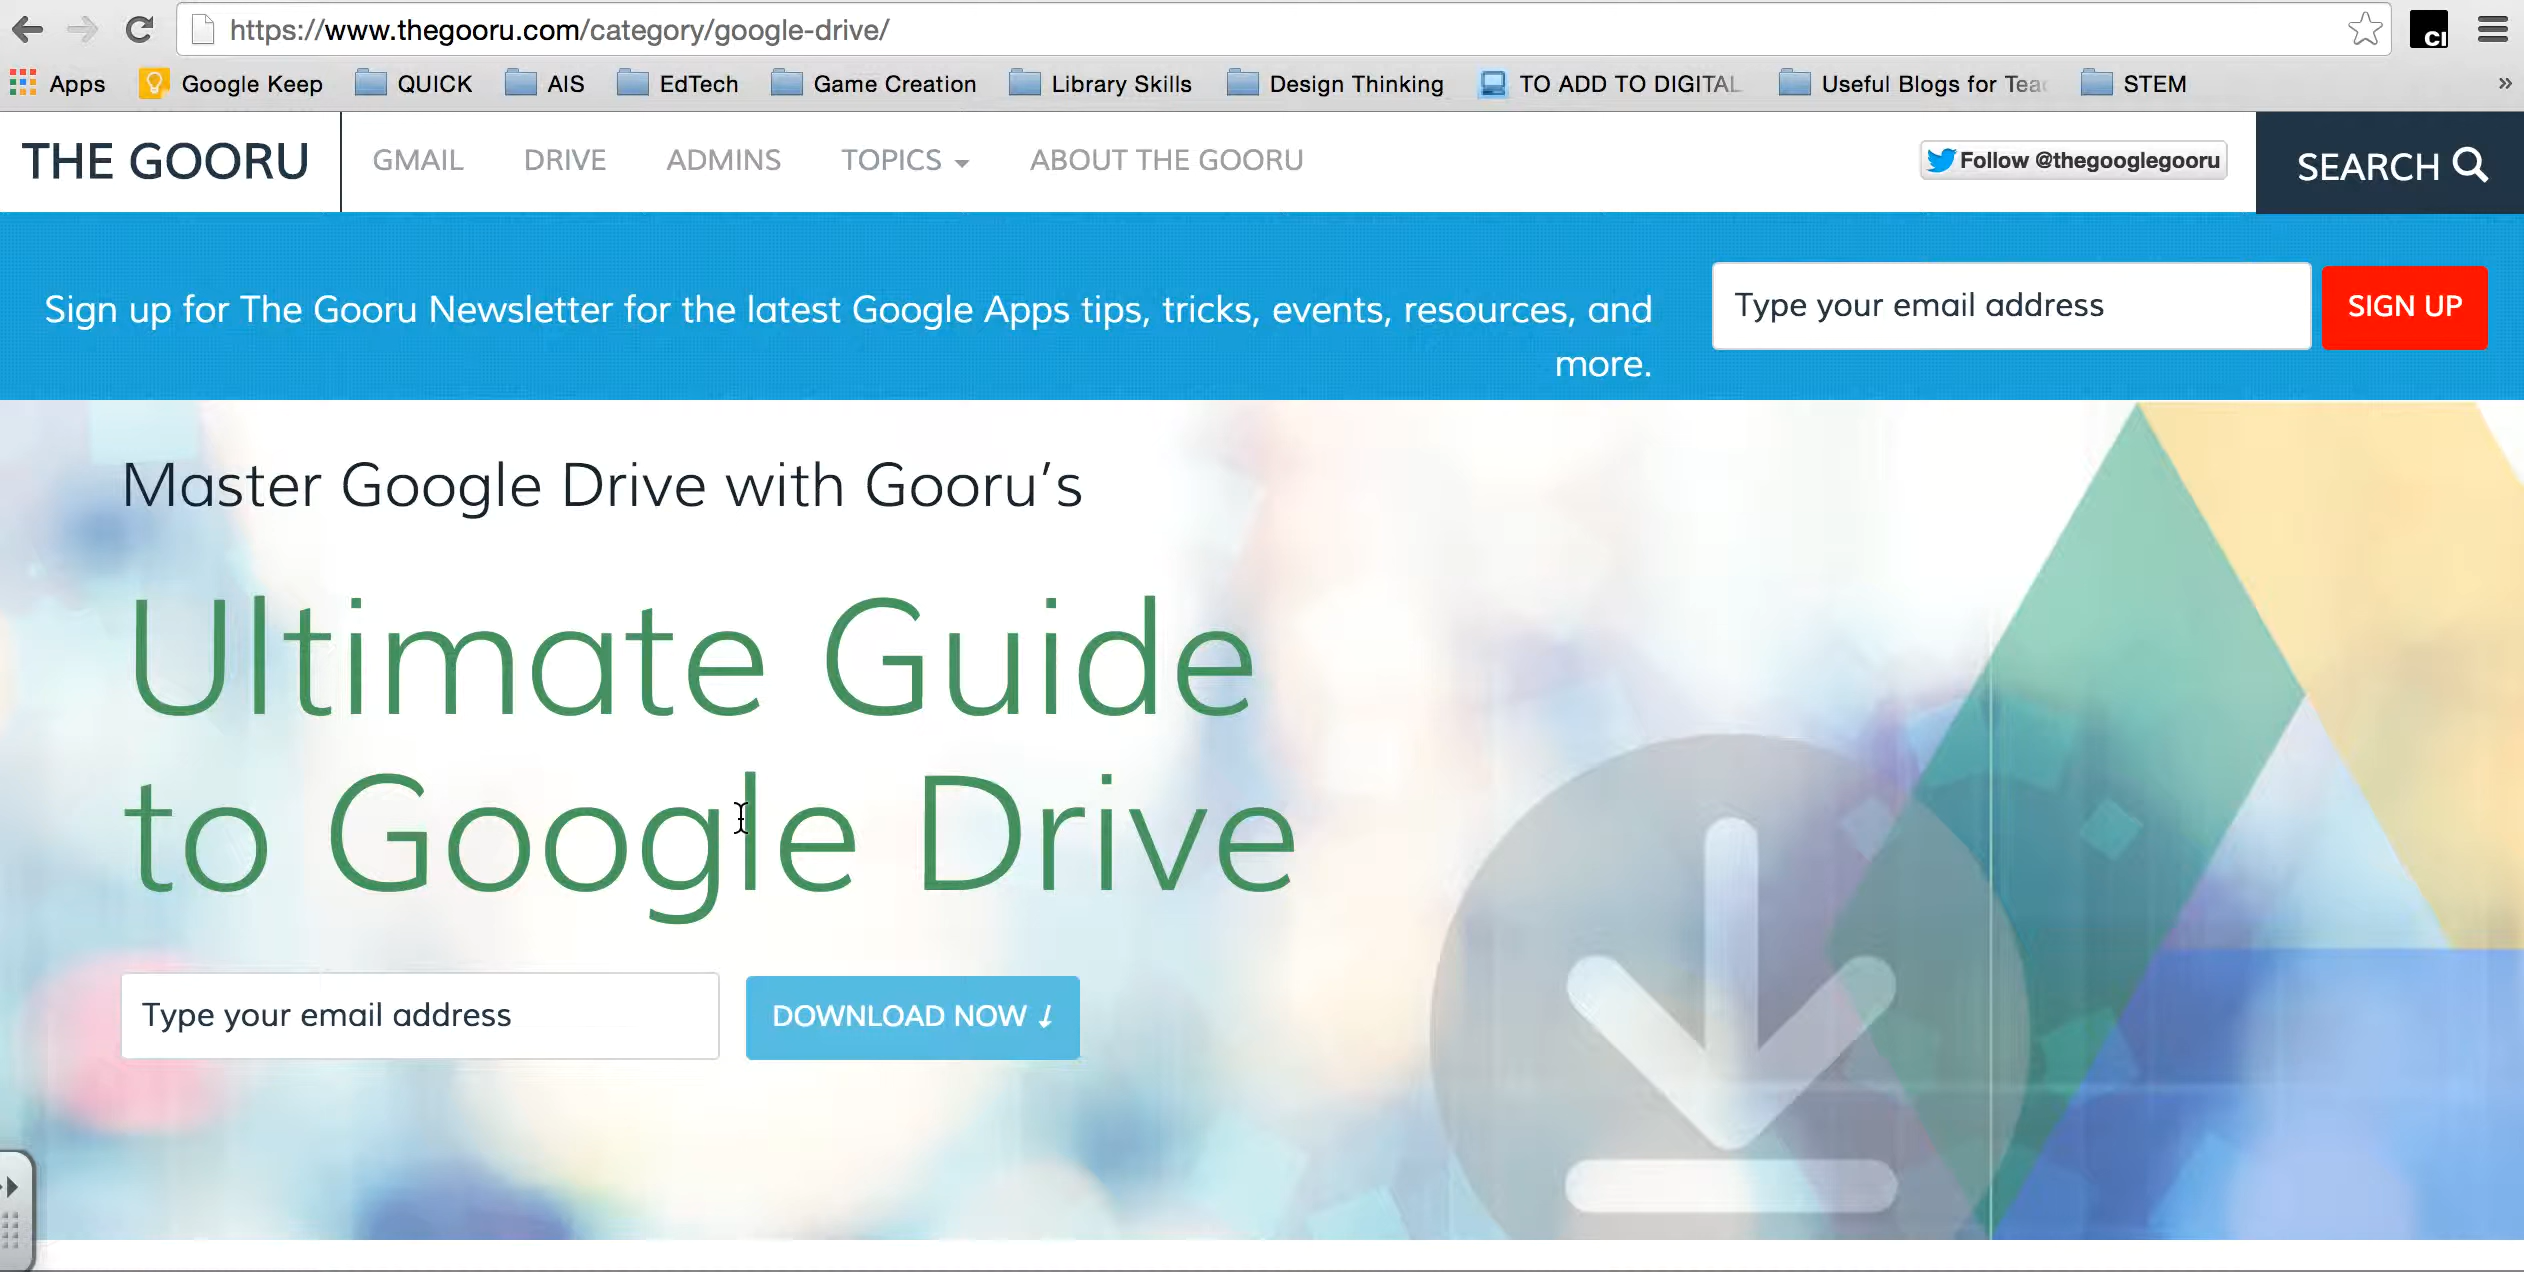 https://www.thegooru.com/category/google-drive/
CI
Apps Google Keep QUICK AIS EdTech Game Creation Library Skills Design Thinking TO ADD TO DIGITAL Useful Blogs for Tea STEM »
THE GOORU GMAIL DRIVE ADMINS TOPICS ABOUT THE GOORU Follow @thegooglegooru SEARCH
Sign up for The Gooru Newsletter for the latest Google Apps tips, tricks, events, resources, and
more.
Type your email address SIGN UP
Master Google Drive with Gooru's
Ultimate Guide
to Google Drive
Type your email address DOWNLOAD NOW